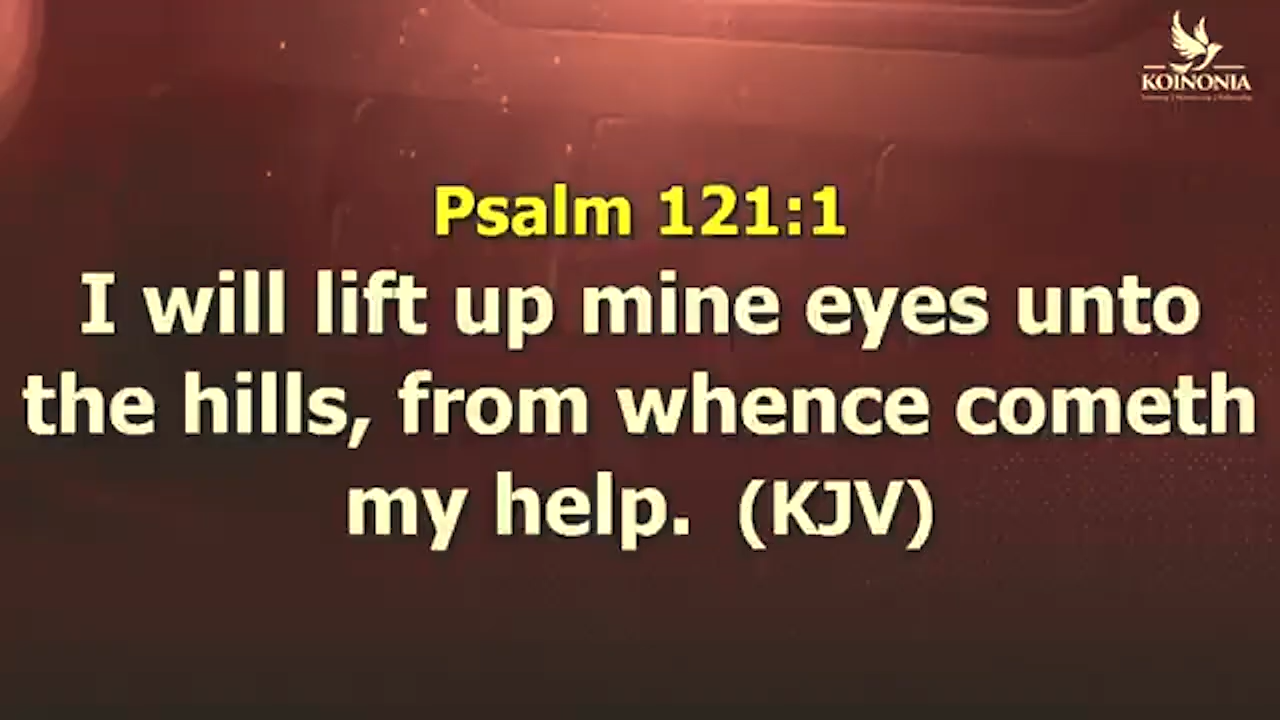 KOINONIA
Psalm 121:1
I will lift up mine eyes unto
the hills, from whence cometh
my help. (KJV)